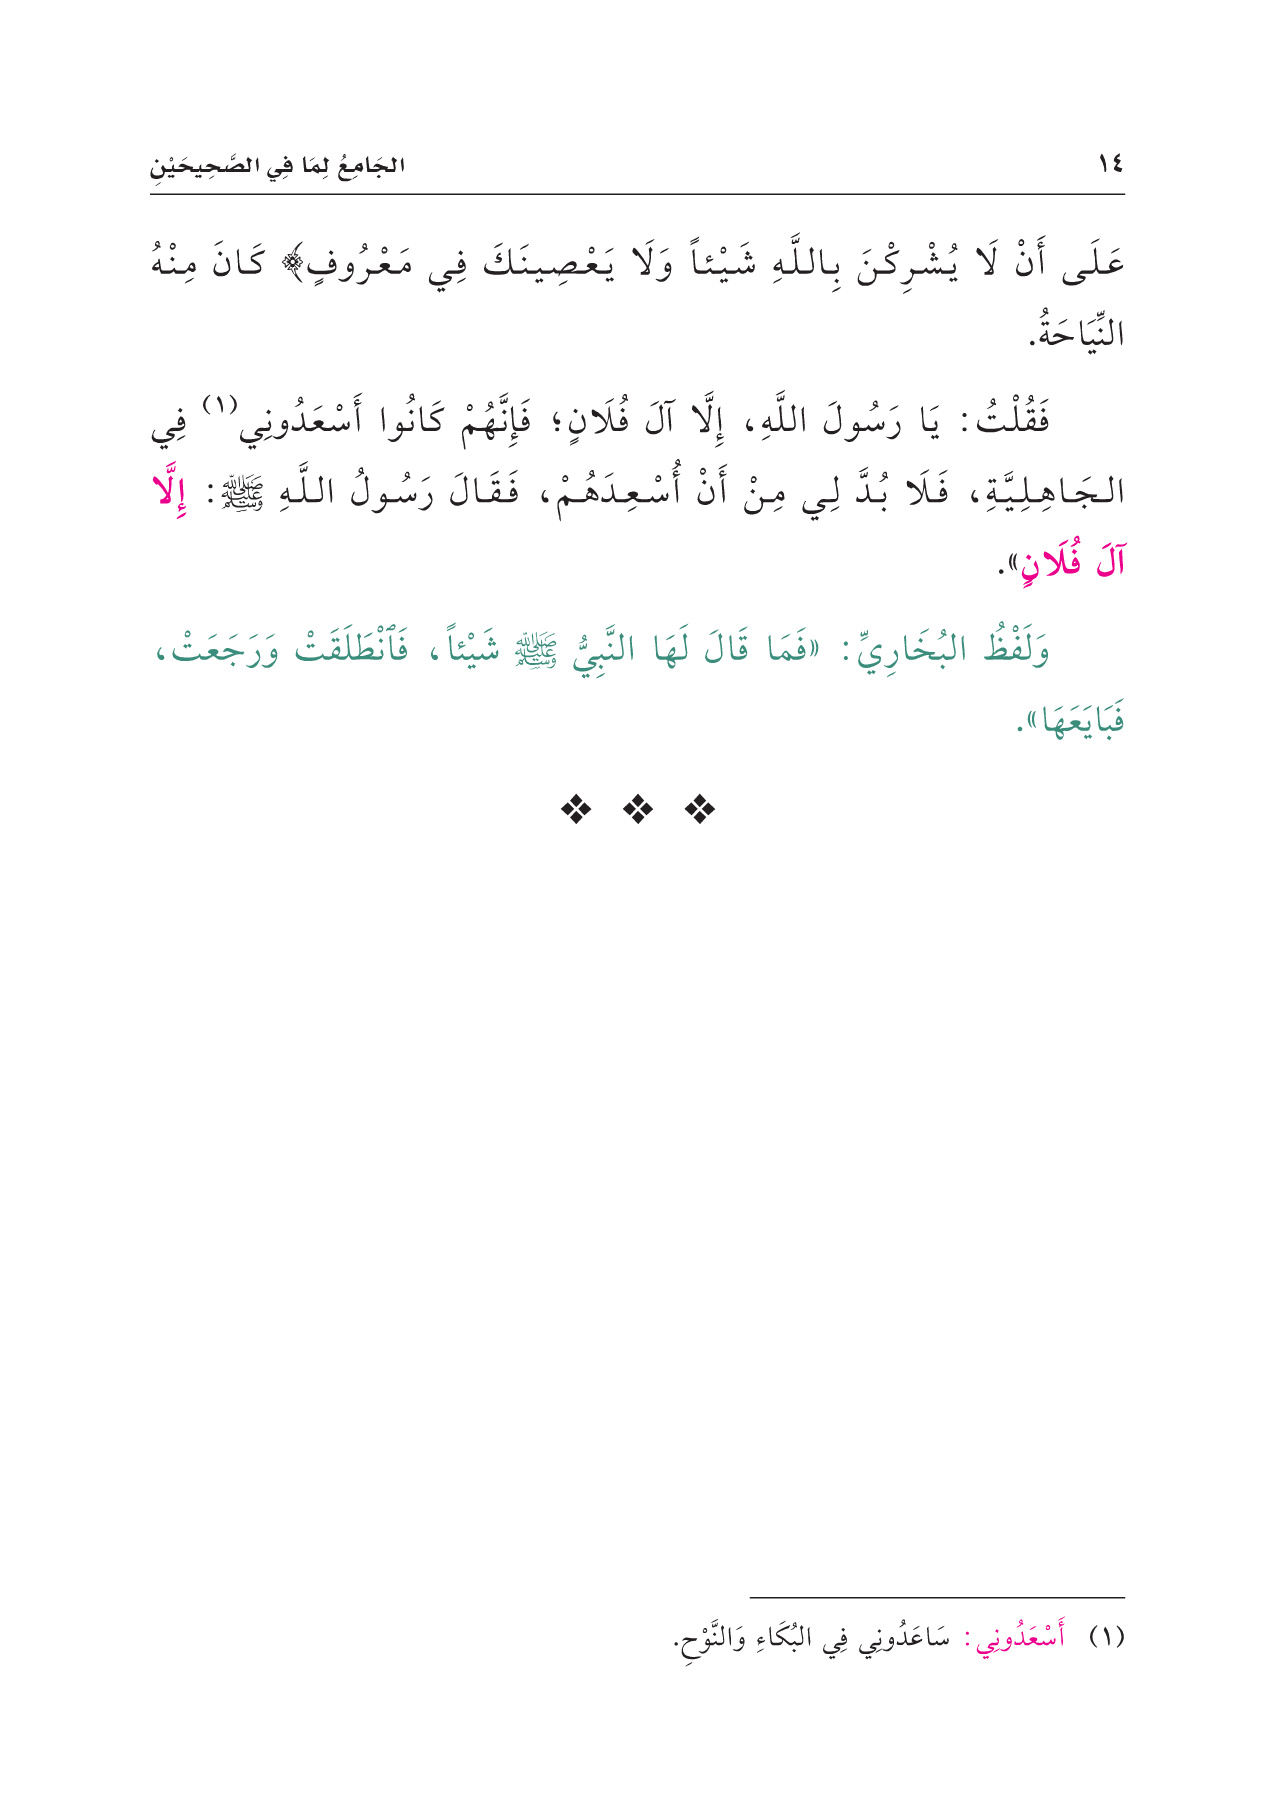 ١٤ الجَامِعُ لِمَا فِي الصَّحِيحَيْنِ
عَلَى أَنْ لَا يُشْرِكْنَ بِاللَّهِ شَيْئاً وَلَا يَعْصِينَكَ فِي مَعْرُوفٍ﴾ كَانَ مِنْهُ
النِّيَاحَةُ.
فَقُلْتُ: يَا رَسُولَ اللَّهِ، إِلَّا آلَ فُلَانٍ؛ فَإِنَّهُمْ كَانُوا أَسْعَدُونِي(١) فِي
الجَاهِلِيَّةِ، فَلَا بُدَّ لِي مِنْ أَنْ أُسْعِدَهُمْ، فَقَالَ رَسُولُ اللَّهِ ﷺ: إِلَّا
آلَ فُلَانٍ».
وَلَفْظُ البُخَارِيِّ: «فَمَا قَالَ لَهَا النَّبِيُّ ﷺ شَيْئاً، فَٱنْطَلَقَتْ وَرَجَعَتْ،
فَبَايَعَهَا».
(١) أَسْعَدُونِي: سَاعَدُونِي فِي البُكَاءِ وَالنَّوْحِ.